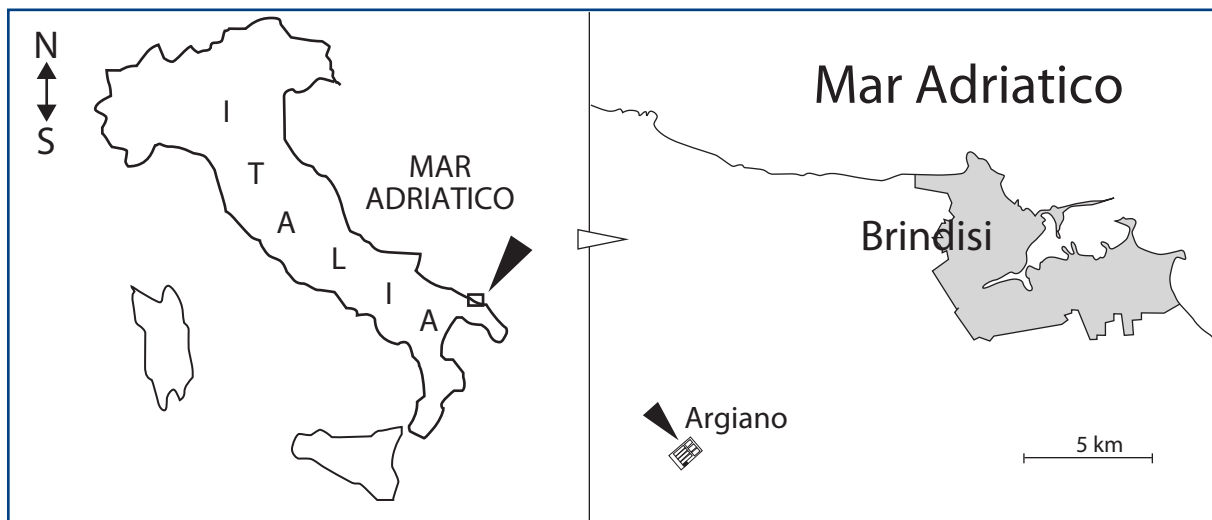 N
S
I
T
A
L
I
A
MAR
ADRIATICO
Mar Adriatico
Brindisi
Argiano
5 km